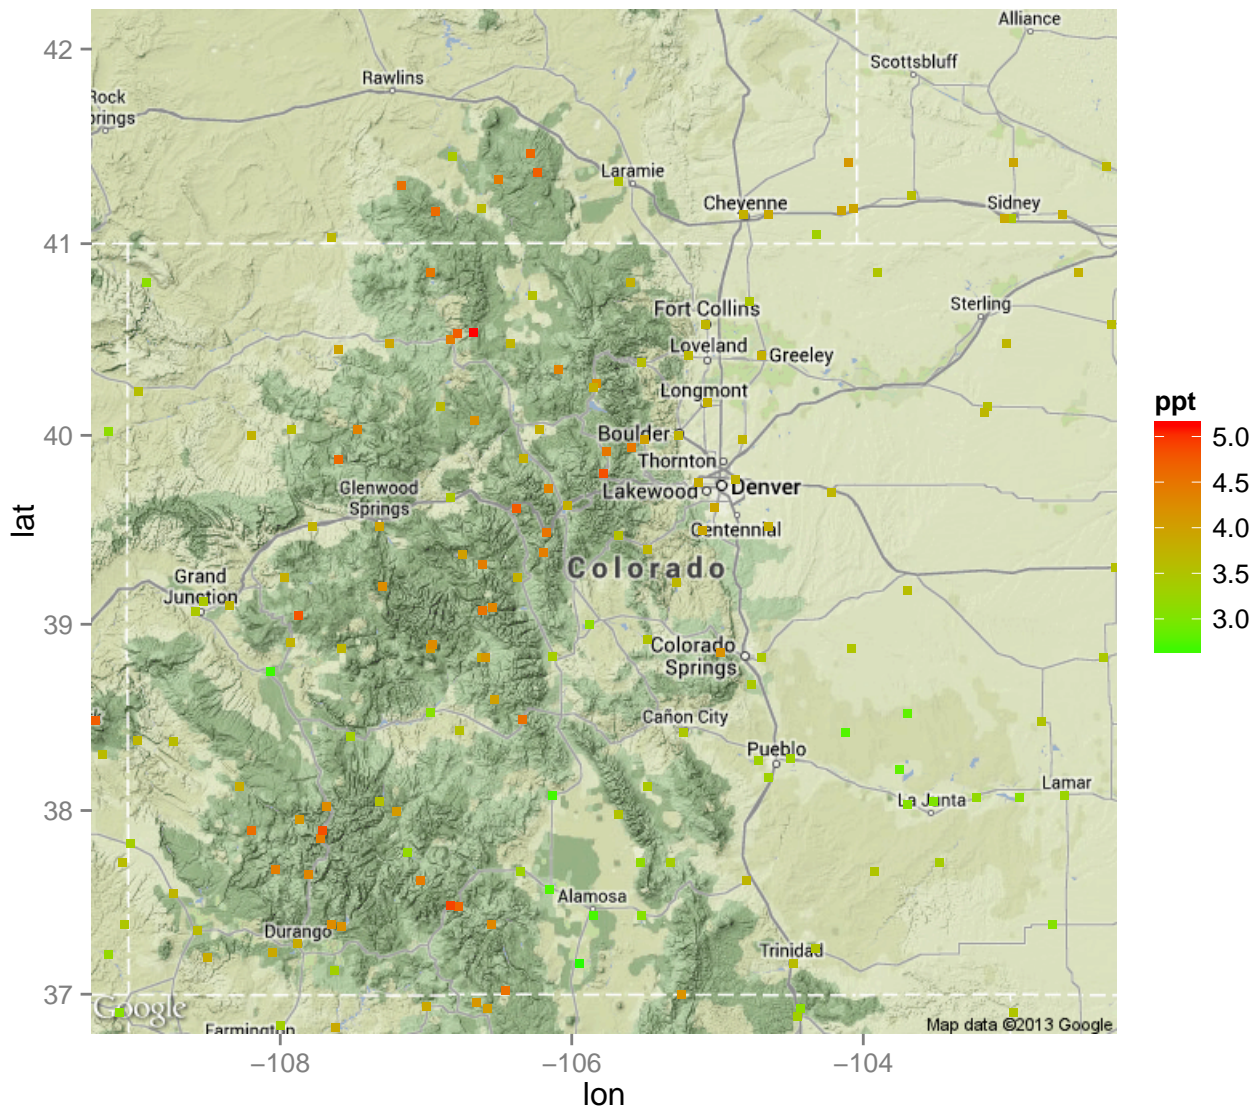 42
41
40
39
38
37
lat
−108
−106
−104
lon
Alliance
Scottsbluff
Rawlins
Rock
prings
Laramie
Cheyenne
Sidney
Sterling
Fort Collins
Loveland
Greeley
Longmont
Boulder
Thornton
Lakewood
Denver
Centennial
Glenwood
Springs
Colorado
Grand
Junction
Colorado
Springs
Cañon City
Pueblo
Lamar
La Junta
Alamosa
Durango
Trinidad
Farmington
Google
Map data ©2013 Google
ppt
5.0
4.5
4.0
3.5
3.0